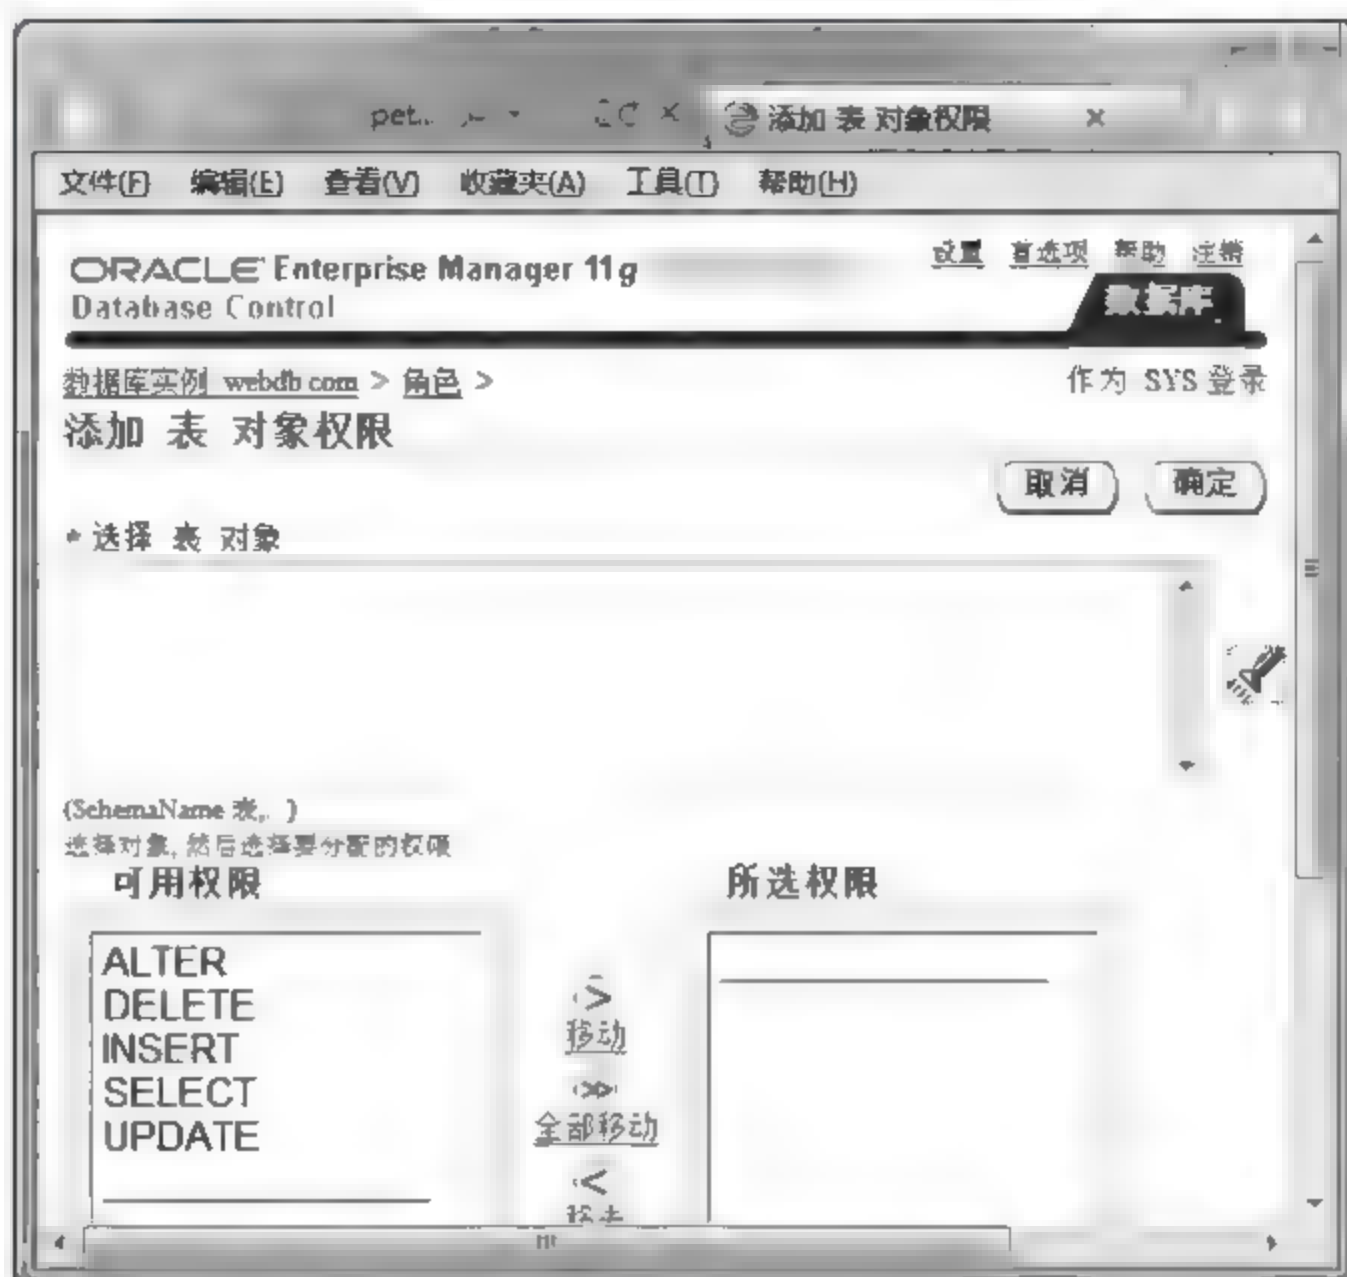 pet...
添加 表 对象权限
文件(F) 编辑(E) 查看(V) 收藏夹(A) 工具(T) 帮助(H)
设置 首选项 帮助 注销
ORACLE Enterprise Manager 11g
Database Control
数据库
数据库实例 webdb com > 角色 >
作为 SYS 登录
添加 表 对象权限
取消 确定
* 选择 表 对象
(SchemaName 表,. )
选择对象, 然后选择要分配的权限
可用权限 所选权限
ALTER
DELETE
INSERT
SELECT
UPDATE
移动
全部移动